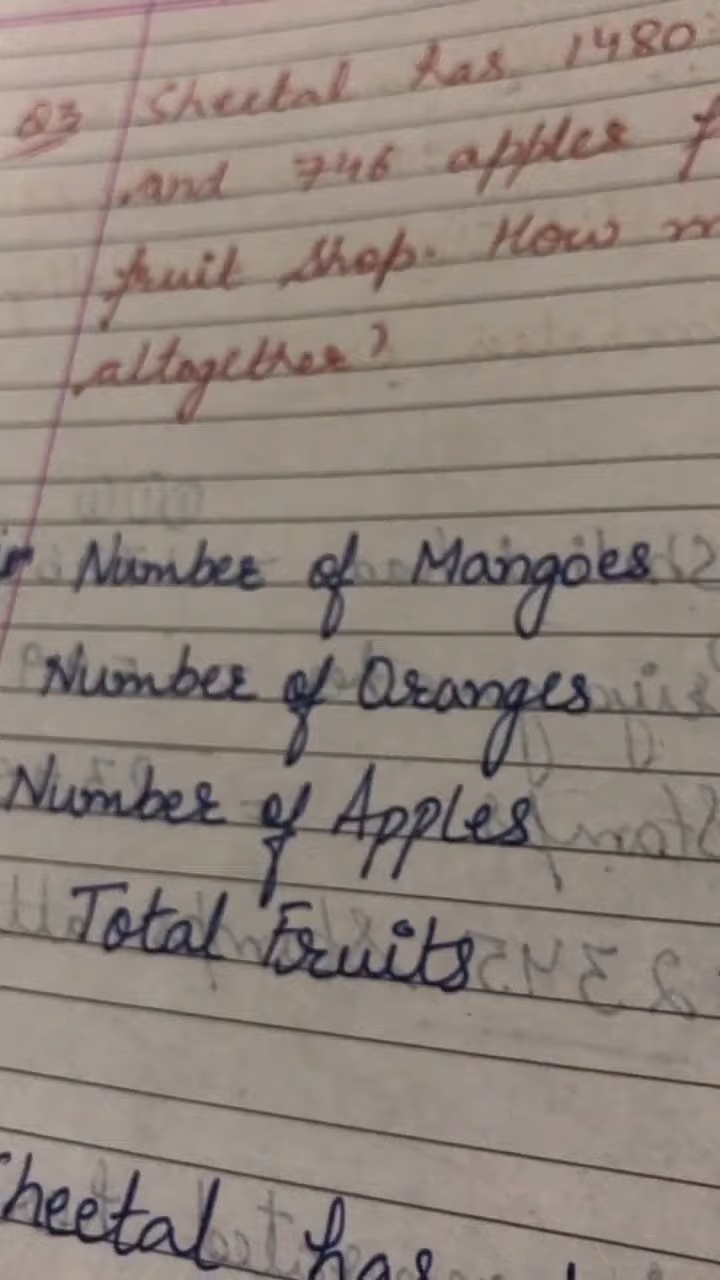 Q3 Sheetal has 1480
and 746 apples f
fruit shop. How m
altogether?
Number of Mangoes
Number of Oranges
Number of Apples
Total Fruits
Sheetal has